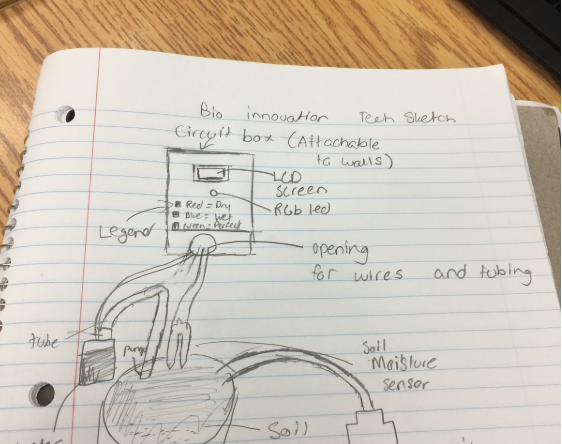 Bio innovation Tech Sketch
Circuit box (Attachable
to walls)
LCD
Screen
RGb led
Red = Dry
Blue = Wet
Green = Perfect
Legend
opening
for wires and tubing
tube
pump
Soil
Moisture
Sensor
Soil